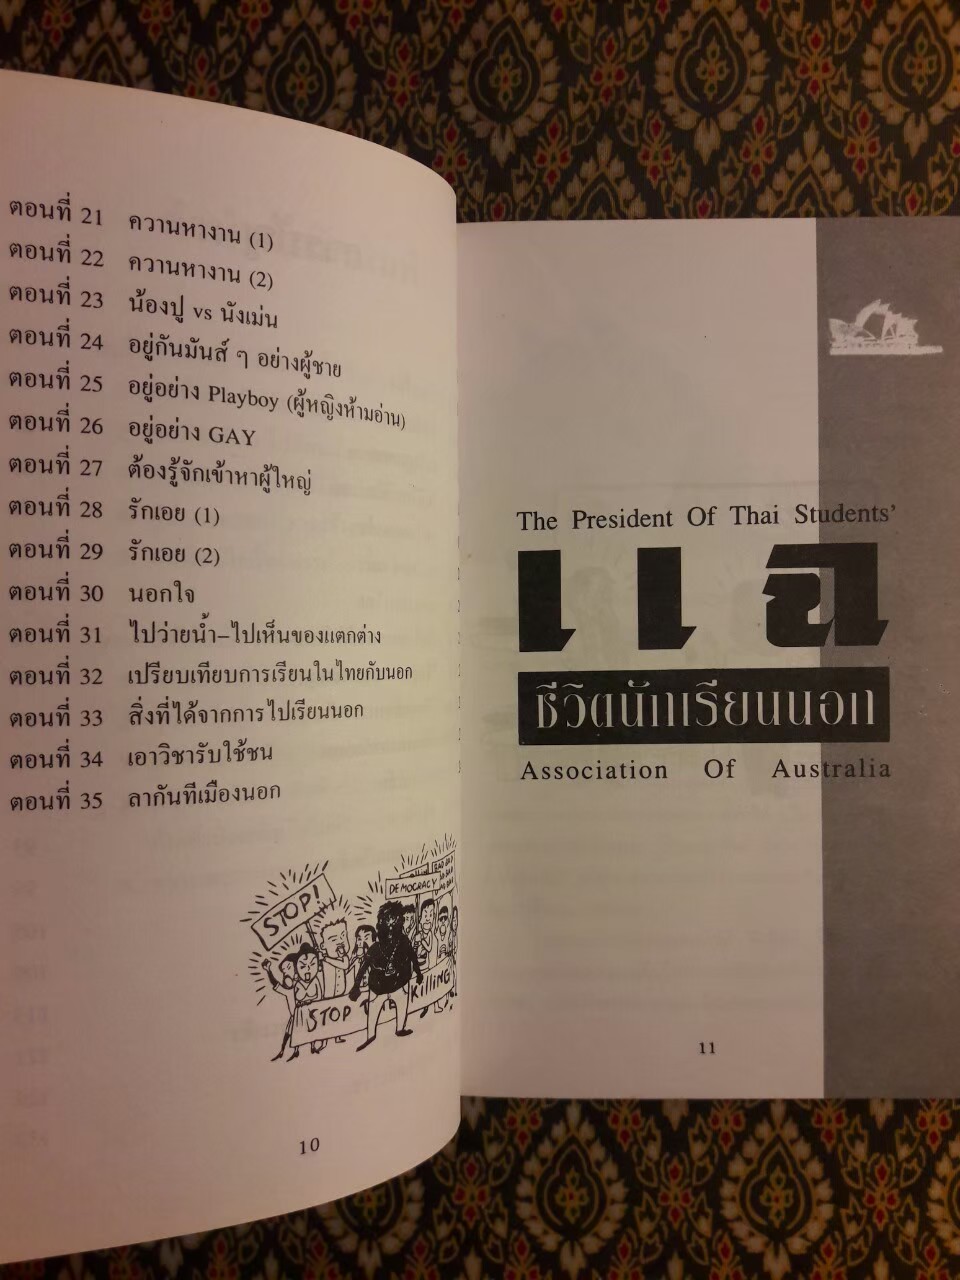 ตอนที่ 21 ควานหางาน (1)
ตอนที่ 22 ควานหางาน (2)
ตอนที่ 23 น้องปู vs นังเม่น
ตอนที่ 24 อยู่กันมันส์ ๆ อย่างผู้ชาย
ตอนที่ 25 อยู่อย่าง Playboy (ผู้หญิงห้ามอ่าน)
ตอนที่ 26 อยู่อย่าง GAY
ตอนที่ 27 ต้องรู้จักเข้าหาผู้ใหญ่
ตอนที่ 28 รักเอย (1)
ตอนที่ 29 รักเอย (2)
ตอนที่ 30 นอกใจ
ตอนที่ 31 ไปว่ายน้ำ–ไปเห็นของแตกต่าง
ตอนที่ 32 เปรียบเทียบการเรียนในไทยกับนอก
ตอนที่ 33 สิ่งที่ได้จากการไปเรียนนอก
ตอนที่ 34 เอาวิชารับใช้ชน
ตอนที่ 35 ลากันทีเมืองนอก
STOP!
DEMOCRACY
STOP KilliNG
10
The President Of Thai Students'
แฉ
ชีวิตนักเรียนนอก
Association Of Australia
11